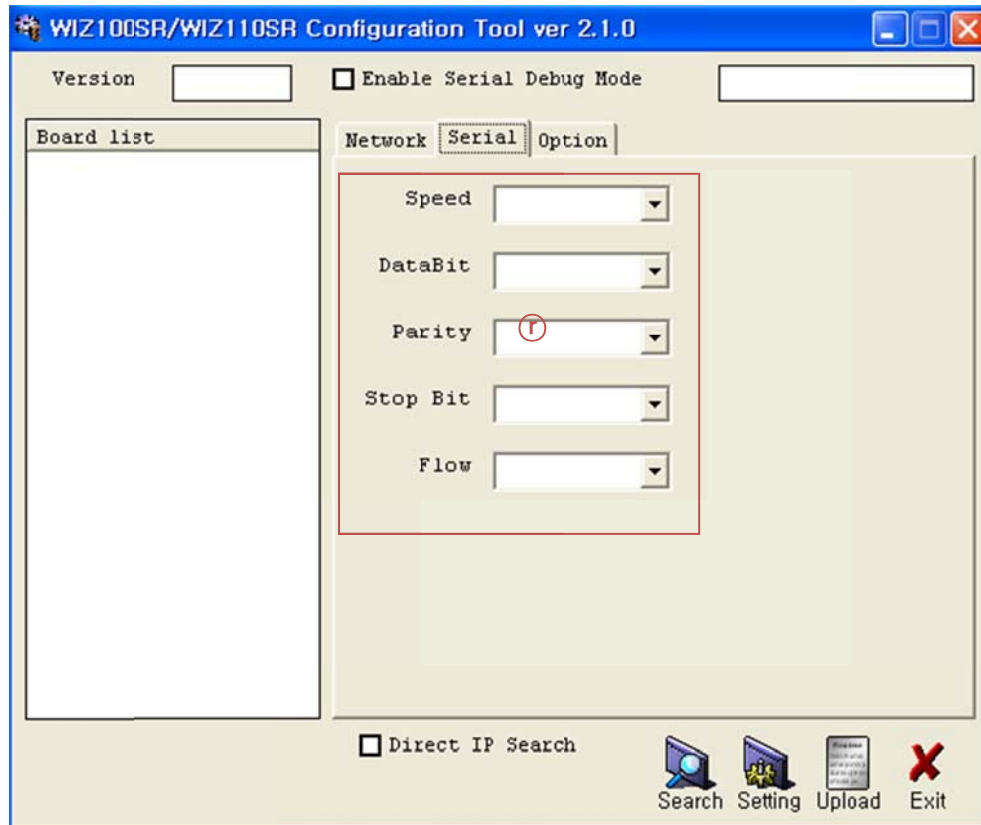 WIZ100SR/WIZ110SR Configuration Tool ver 2.1.0
Version
Enable Serial Debug Mode
Board list
Network Serial Option
Speed
DataBit
Parity ⓡ
Stop Bit
Flow
Direct IP Search
Search Setting Upload Exit